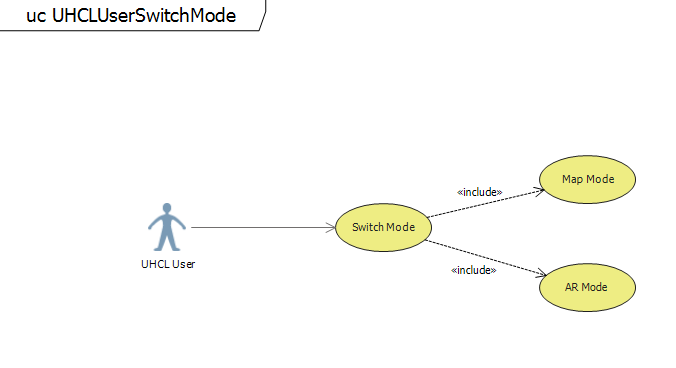 uc UHCLUserSwitchMode
Map Mode
«include»
Switch Mode
UHCL User
«include»
AR Mode